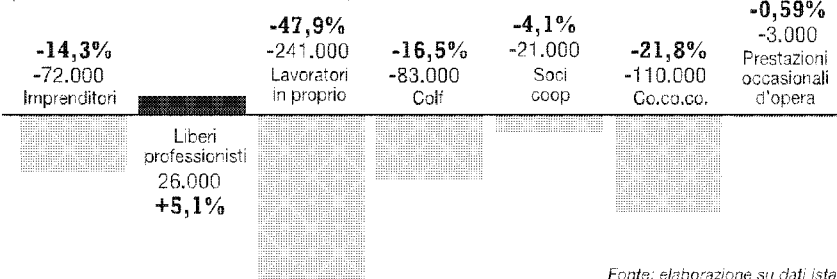 -14,3%
-72.000
Imprenditori
Liberi
professionisti
26.000
+5,1%
-47,9%
-241.000
Lavoratori
in proprio
-16,5%
-83.000
Colf
-4,1%
-21.000
Soci
coop
-21,8%
-110.000
Co.co.co.
-0,59%
-3.000
Prestazioni
occasionali
d'opera
Fonte: elaborazione su dati Ista